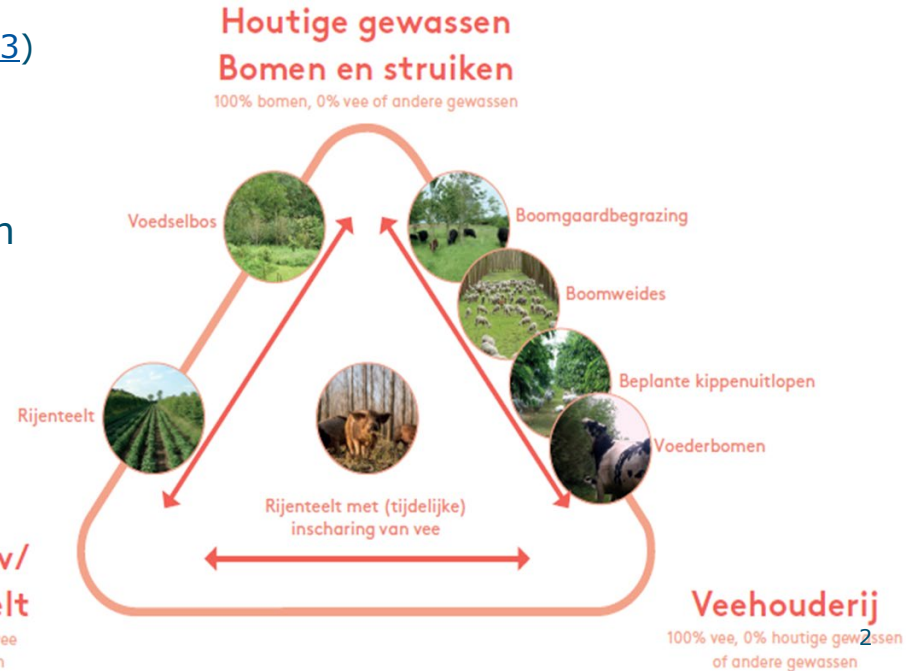 3)
n
Houtige gewassen
Bomen en struiken
100% bomen, 0% vee of andere gewassen
Voedselbos
Boomgaardbegrazing
Boomweides
Beplante kippenuitlopen
Rijenteelt
Voederbomen
Rijenteelt met (tijdelijke)
inscharing van vee
w/
elt
ee
n
Veehouderij
100% vee, 0% houtige gewassen
of andere gewassen
2